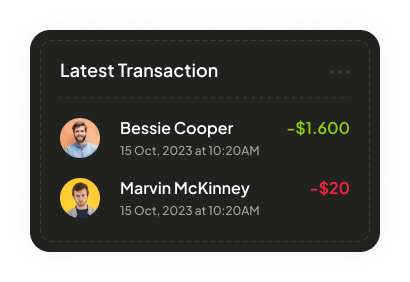 Latest Transaction
Bessie Cooper -$1.600
15 Oct, 2023 at 10:20AM
Marvin McKinney -$20
15 Oct, 2023 at 10:20AM